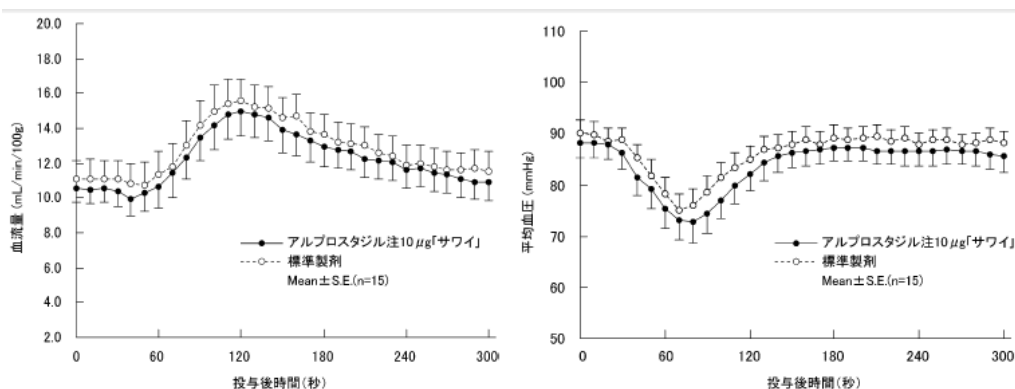 20.0
18.0
16.0
14.0
12.0
10.0
8.0
6.0
4.0
2.0
血流量(mL/min/100g)
アルプロスタジル注10μg「サワイ」
標準製剤
Mean±S.E.(n=15)
0 60 120 180 240 300
投与後時間(秒)
110
100
90
80
70
60
50
平均血圧(mmHg)
アルプロスタジル注10μg「サワイ」
標準製剤
Mean±S.E.(n=15)
0 60 120 180 240 300
投与後時間(秒)